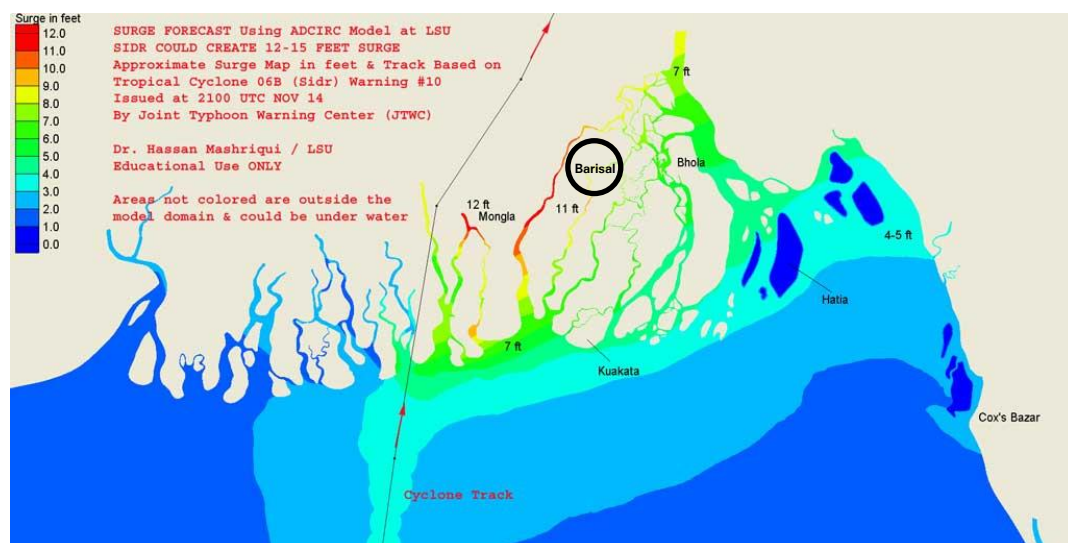 Surge in feet
12.0
11.0
10.0
9.0
8.0
7.0
6.0
5.0
4.0
3.0
2.0
1.0
0.0
SURGE FORECAST Using ADCIRC Model at LSU
SIDR COULD CREATE 12-15 FEET SURGE
Approximate Surge Map in feet & Track Based on
Tropical Cyclone 06B (Sidr) Warning #10
Issued at 2100 UTC NOV 14
By Joint Typhoon Warning Center (JTWC)
Dr. Hassan Mashriqui / LSU
Educational Use ONLY
Areas not colored are outside the
model domain & could be under water
7 ft
Barisal
Bhola
12 ft
Mongla
11 ft
4-5 ft
Hatia
7 ft
Kuakata
Cox's Bazar
Cyclone Track